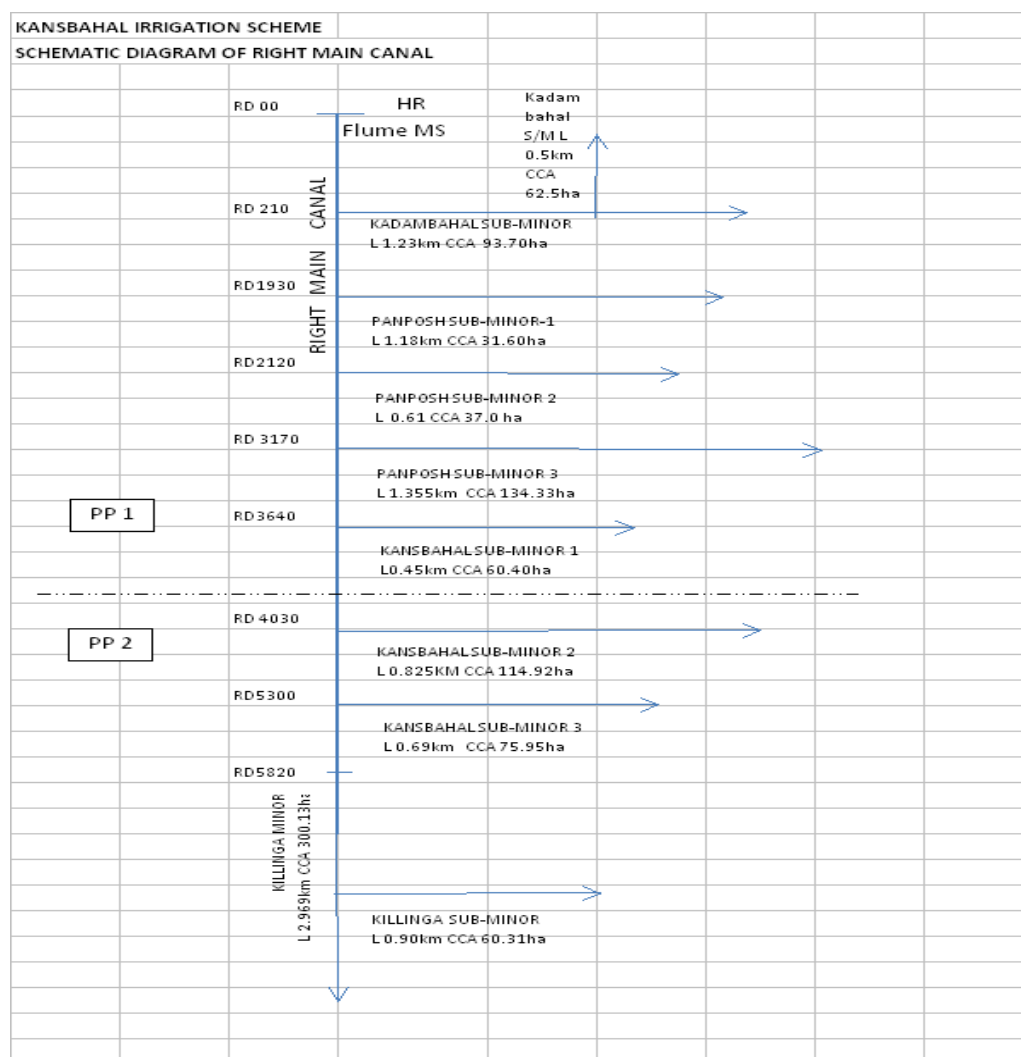 KANSBAHAL IRRIGATION SCHEME
SCHEMATIC DIAGRAM OF RIGHT MAIN CANAL
RD 00
HR
Flume MS
Kadam
bahal
S/M L
0.5km
CCA
62.5ha
RIGHT MAIN CANAL
RD 210
KADAMBAHAL SUB-MINOR
L 1.23km CCA 93.70ha
RD1930
PANPOSH SUB-MINOR-1
L 1.18km CCA 31.60ha
RD2120
PANPOSH SUB-MINOR 2
L 0.61 CCA 37.0 ha
RD 3170
PANPOSH SUB-MINOR 3
L 1.355km CCA 134.33ha
PP 1
RD3640
KANSBAHAL SUB-MINOR 1
L0.45km CCA 60.40ha
RD 4030
PP 2
KANSBAHAL SUB-MINOR 2
L 0.825KM CCA 114.92ha
RD5300
KANSBAHAL SUB-MINOR 3
L 0.69km CCA 75.95ha
RD5820
KILLINGA MINOR
L 2.969km CCA 300.13ha
KILLINGA SUB-MINOR
L 0.90km CCA 60.31ha